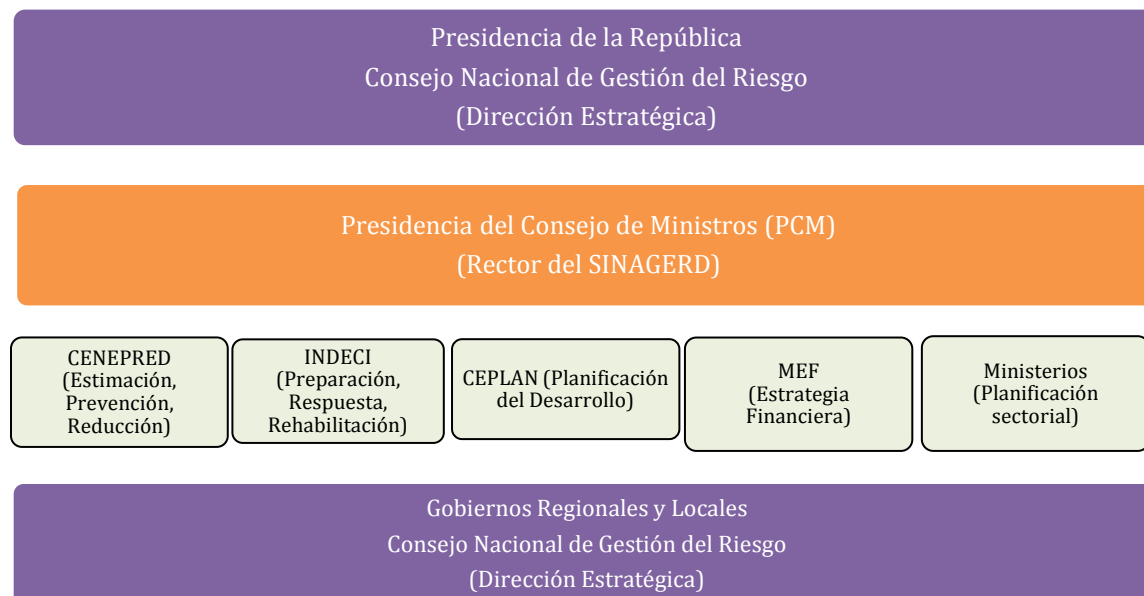 Presidencia de la República
Consejo Nacional de Gestión del Riesgo
(Dirección Estratégica)
Presidencia del Consejo de Ministros (PCM)
(Rector del SINAGERD)
CENEPRED
(Estimación,
Prevención,
Reducción)
INDECI
(Preparación,
Respuesta,
Rehabilitación)
CEPLAN (Planificación
del Desarrollo)
MEF
(Estrategia
Financiera)
Ministerios
(Planificación
sectorial)
Gobiernos Regionales y Locales
Consejo Nacional de Gestión del Riesgo
(Dirección Estratégica)